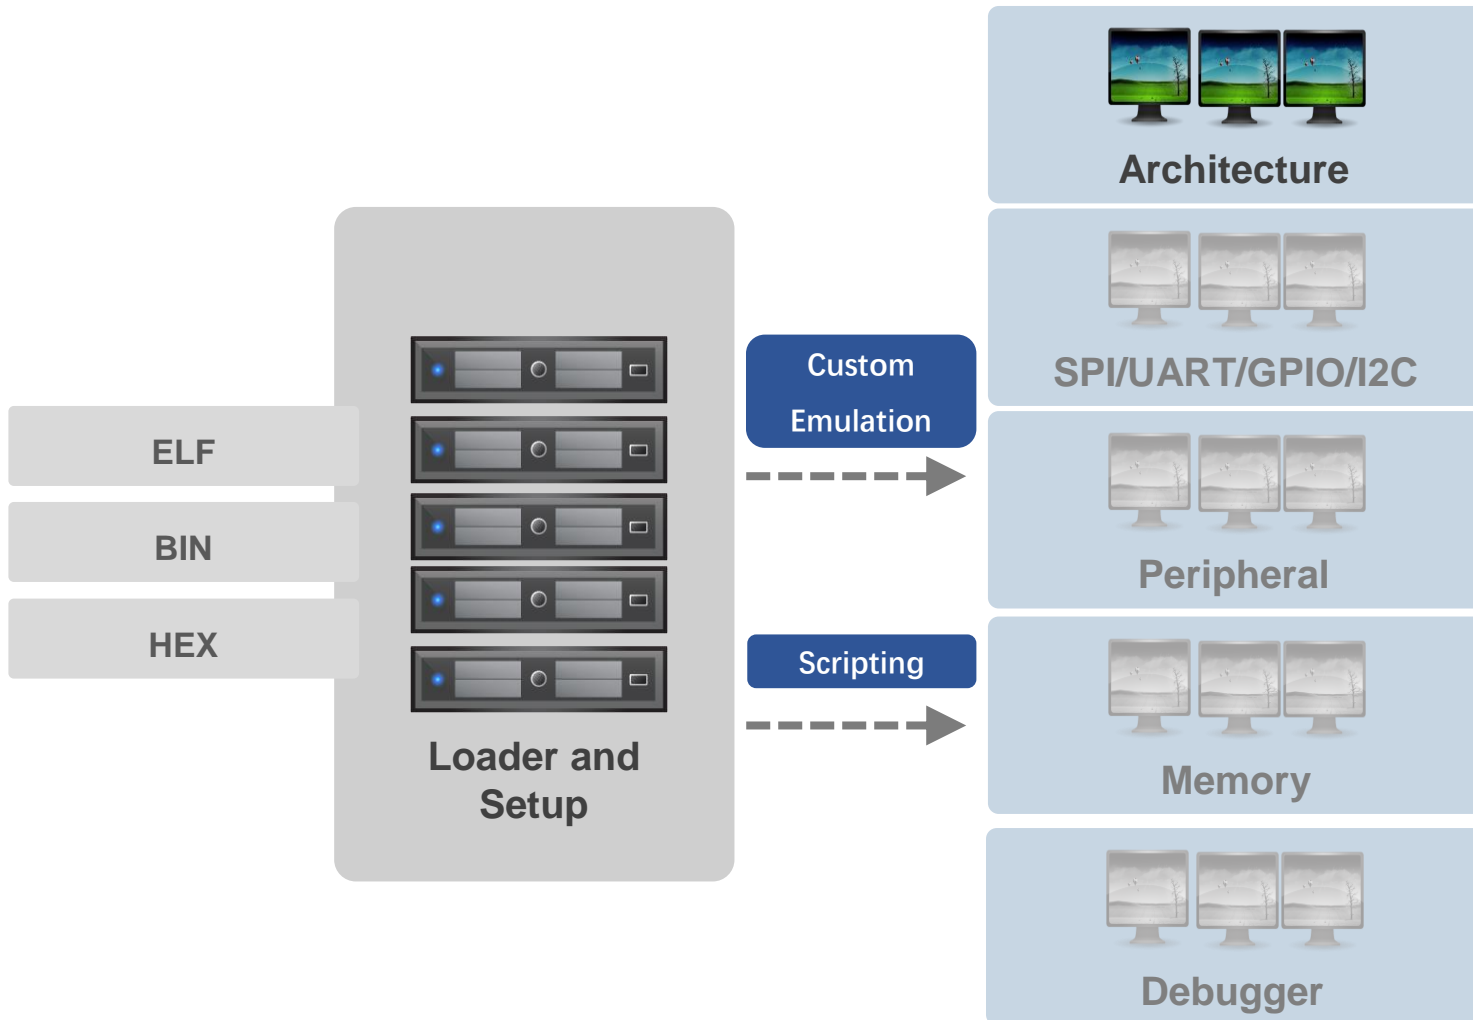 ELF
BIN
HEX
Loader and
Setup
Custom
Emulation
Scripting
Architecture
SPI/UART/GPIO/I2C
Peripheral
Memory
Debugger